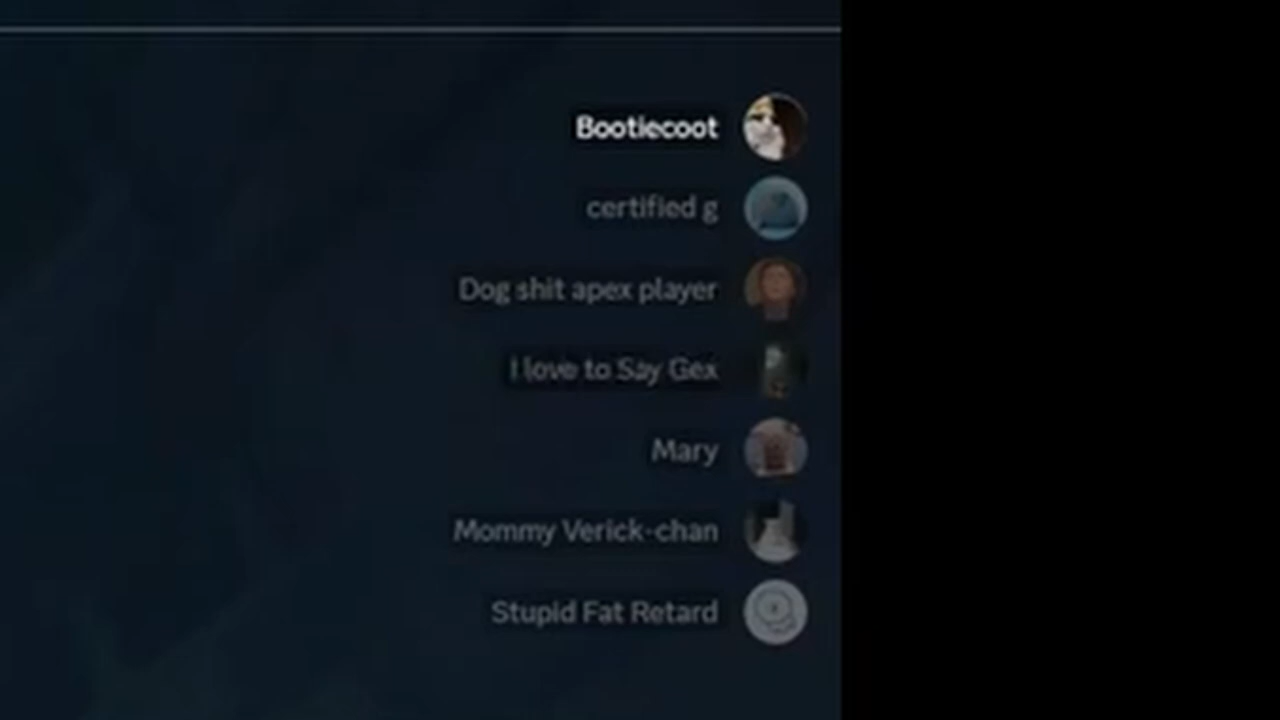 Bootiecoot
certified g
Dog shit apex player
I love to Say Gex
Mary
Mommy Verick-chan
Stupid Fat Retard